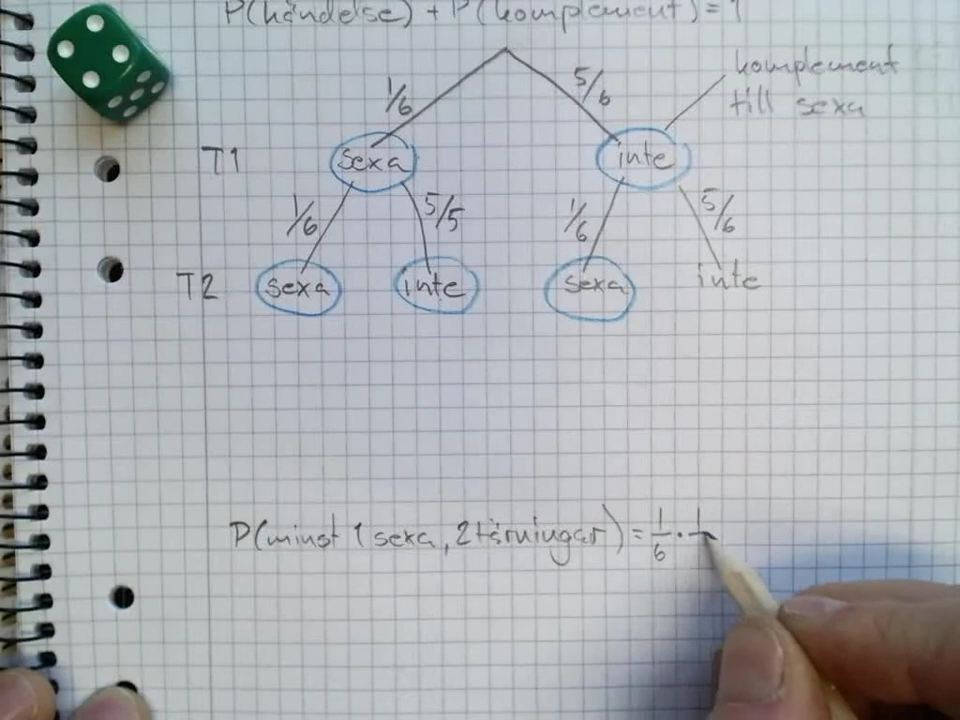 P(händelse) + P(komplement) = 1
1/6 5/6 komplement
till sexa
T1 sexa inte
1/6 5/5 1/6 5/6
T2 sexa inte sexa inte
P(minst 1 sexa, 2 tärningar) = 1/6 · 1